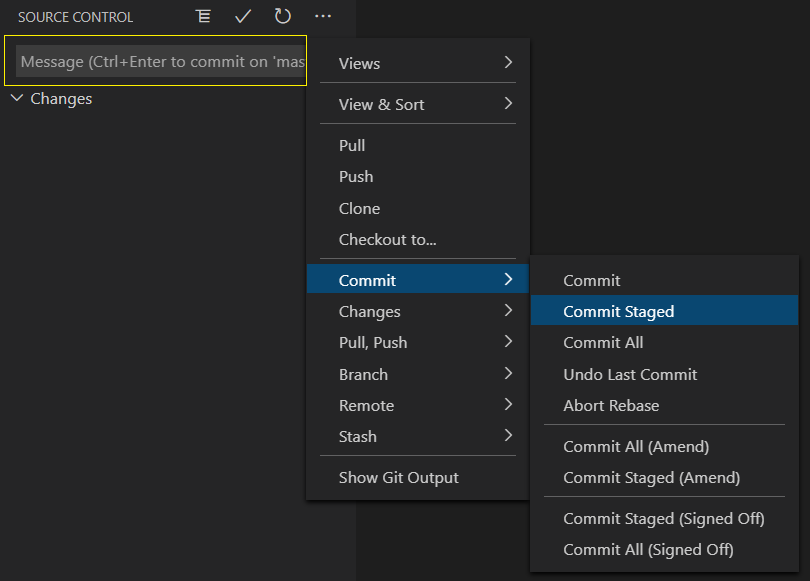 SOURCE CONTROL
Message (Ctrl+Enter to commit on 'mas
Changes
Views
View & Sort
Pull
Push
Clone
Checkout to...
Commit
Changes
Pull, Push
Branch
Remote
Stash
Show Git Output
Commit
Commit Staged
Commit All
Undo Last Commit
Abort Rebase
Commit All (Amend)
Commit Staged (Amend)
Commit Staged (Signed Off)
Commit All (Signed Off)